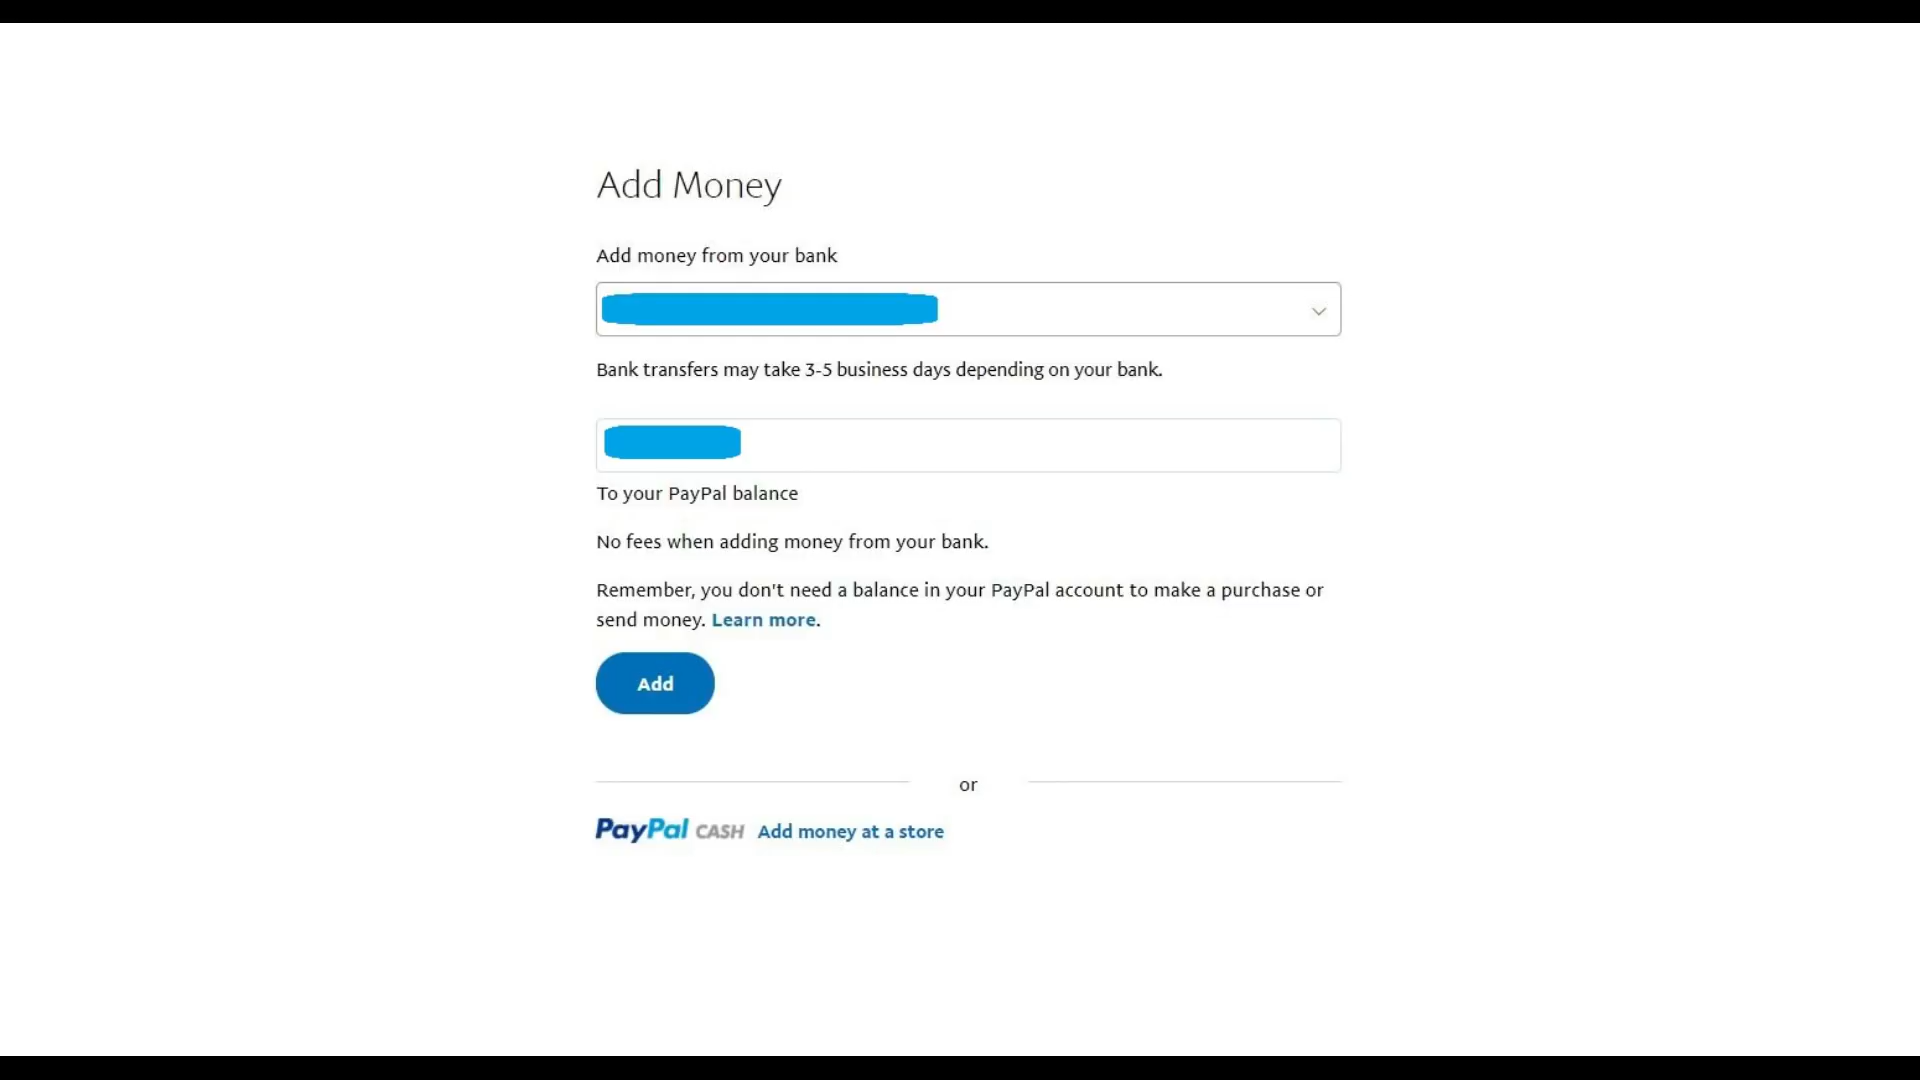 Add Money
Add money from your bank
Bank transfers may take 3-5 business days depending on your bank.
To your PayPal balance
No fees when adding money from your bank.
Remember, you don't need a balance in your PayPal account to make a purchase or
send money. Learn more.
Add
or
PayPal CASH Add money at a store